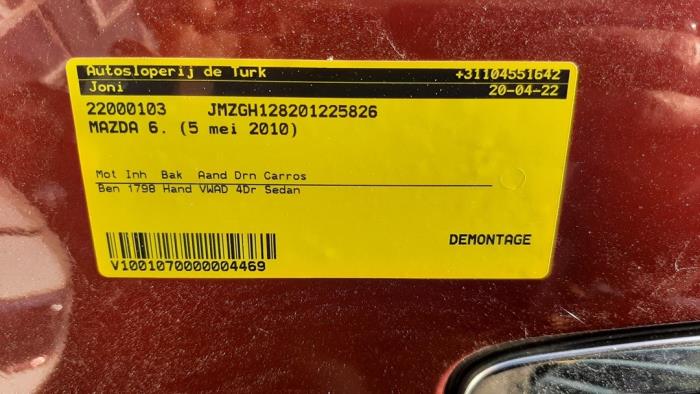 Autosloperij de Turk +31104551642
Joni 20-04-22
22000103 JMZGH128201225826
MAZDA 6. (5 mei 2010)
Mot Inh Bak Aand Drn Carros
Ben 1798 Hand VWAD 4Dr Sedan
DEMONTAGE
V1001070000004469